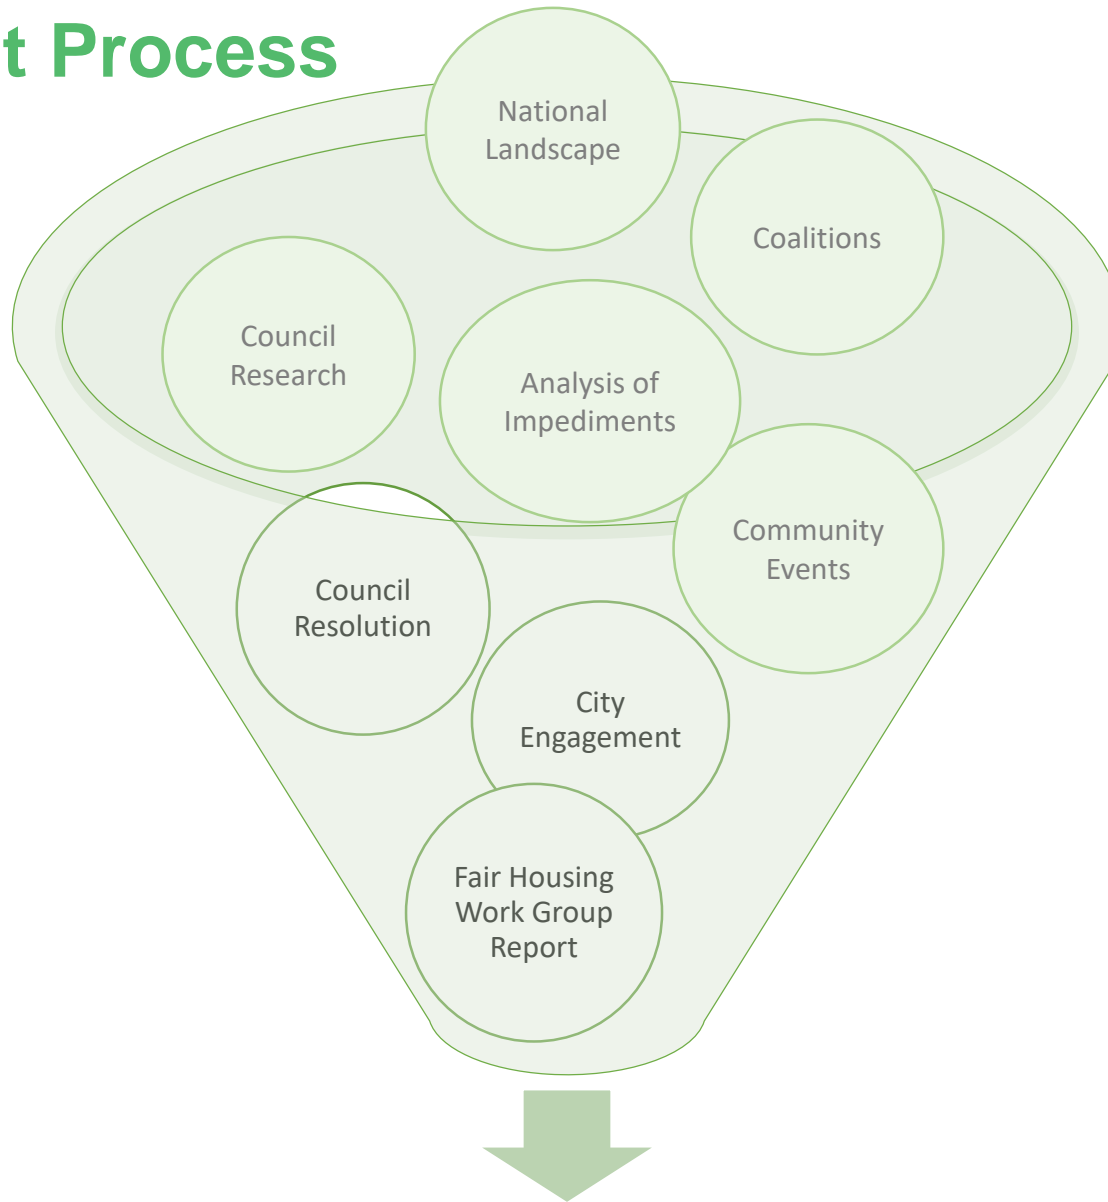 t Process
National
Landscape
Coalitions
Council
Research
Analysis of
Impediments
Community
Events
Council
Resolution
City
Engagement
Fair Housing
Work Group
Report